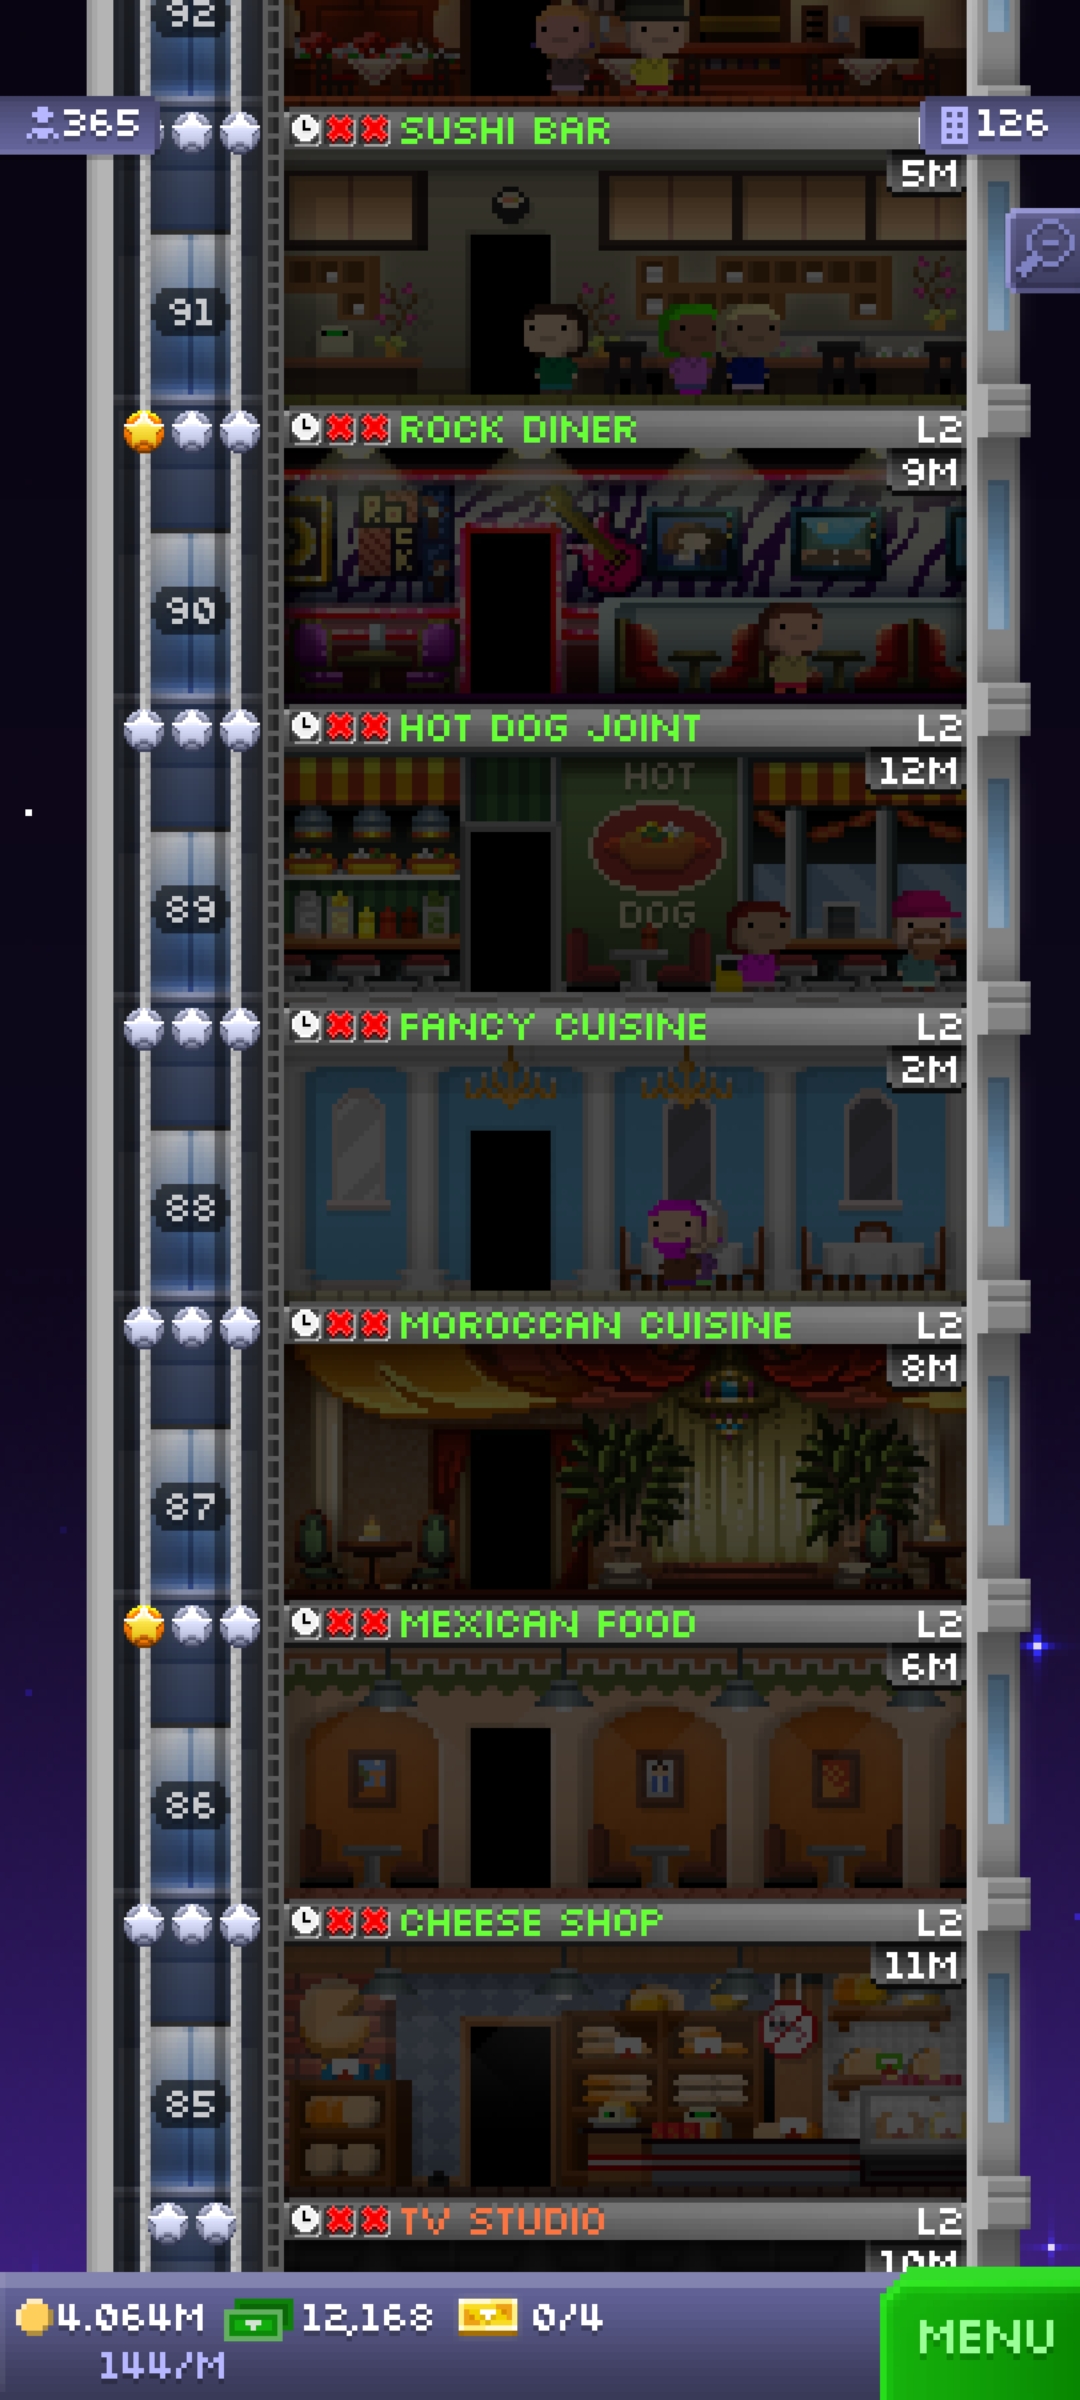 92
365
SUSHI BAR
126
5M
91
ROCK DINER
L2
9M
ROCK
90
HOT DOG JOINT
L2
12M
HOT
DOG
89
FANCY CUISINE
L2
2M
88
MOROCCAN CUISINE
L2
8M
87
MEXICAN FOOD
L2
6M
86
CHEESE SHOP
L2
11M
85
TV STUDIO
L2
10M
4.064M
12,168
0/4
MENU
144/M